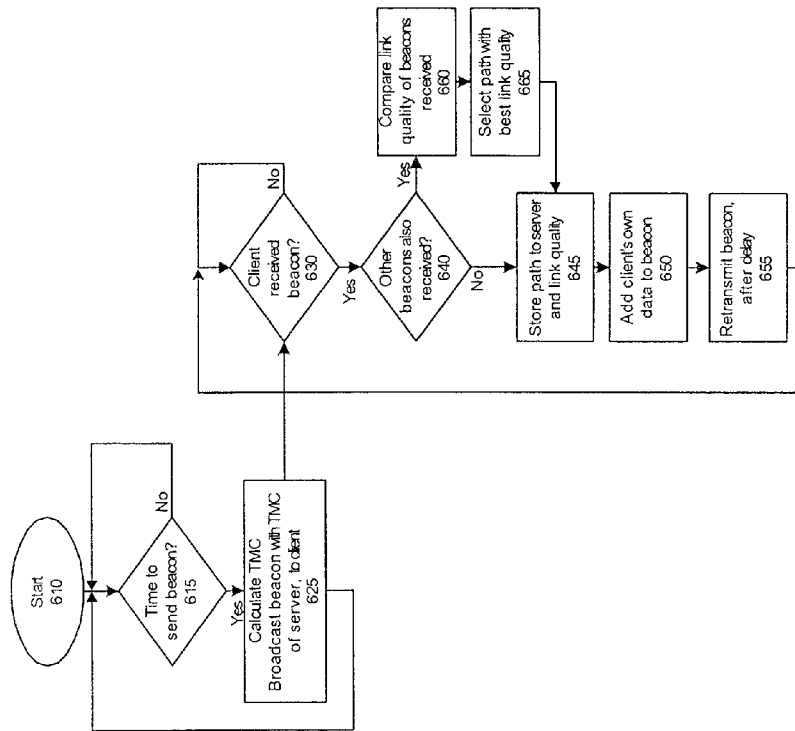 Start
610
Time to
send beacon?
615
No
Yes
Calculate TMC
Broadcast beacon with TMC
of server, to client
625
Client
received
beacon?
630
No
Yes
Other
beacons also
received?
640
Yes
No
Compare link
quality of beacons
received
660
Select path with
best link quality
665
Store path to server
and link quality
645
Add client's own
data to beacon
650
Retransmit beacon,
after delay
655